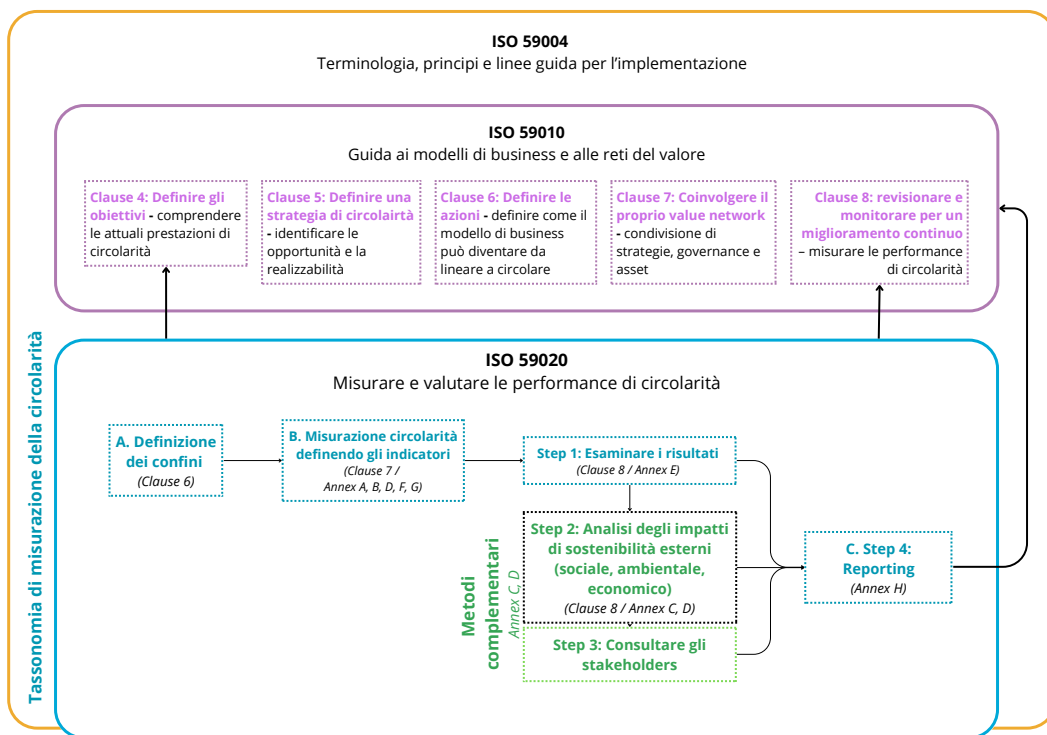 ISO 59004
Terminologia, principi e linee guida per l’implementazione
ISO 59010
Guida ai modelli di business e alle reti del valore
Clause 4: Definire gli
obiettivi - comprendere
le attuali prestazioni di
circolarità
Clause 5: Definire una
strategia di circolairtà
- identificare le
opportunità e la
realizzabilità
Clause 6: Definire le
azioni - definire come il
modello di business
può diventare da
lineare a circolare
Clause 7: Coinvolgere il
proprio value network
- condivisione di
strategie, governance e
asset
Clause 8: revisionare e
monitorare per un
miglioramento continuo
– misurare le performance
di circolarità
Tassonomia di misurazione della circolarità
ISO 59020
Misurare e valutare le performance di circolarità
A. Definizione
dei confini
(Clause 6)
B. Misurazione circolarità
definendo gli indicatori
(Clause 7 /
Annex A, B, D, F, G)
Step 1: Esaminare i risultati
(Clause 8 / Annex E)
Metodi
complementari
Annex C, D
Step 2: Analisi degli impatti
di sostenibilità esterni
(sociale, ambientale,
economico)
(Clause 8 / Annex C, D)
Step 3: Consultare gli
stakeholders
C. Step 4:
Reporting
(Annex H)